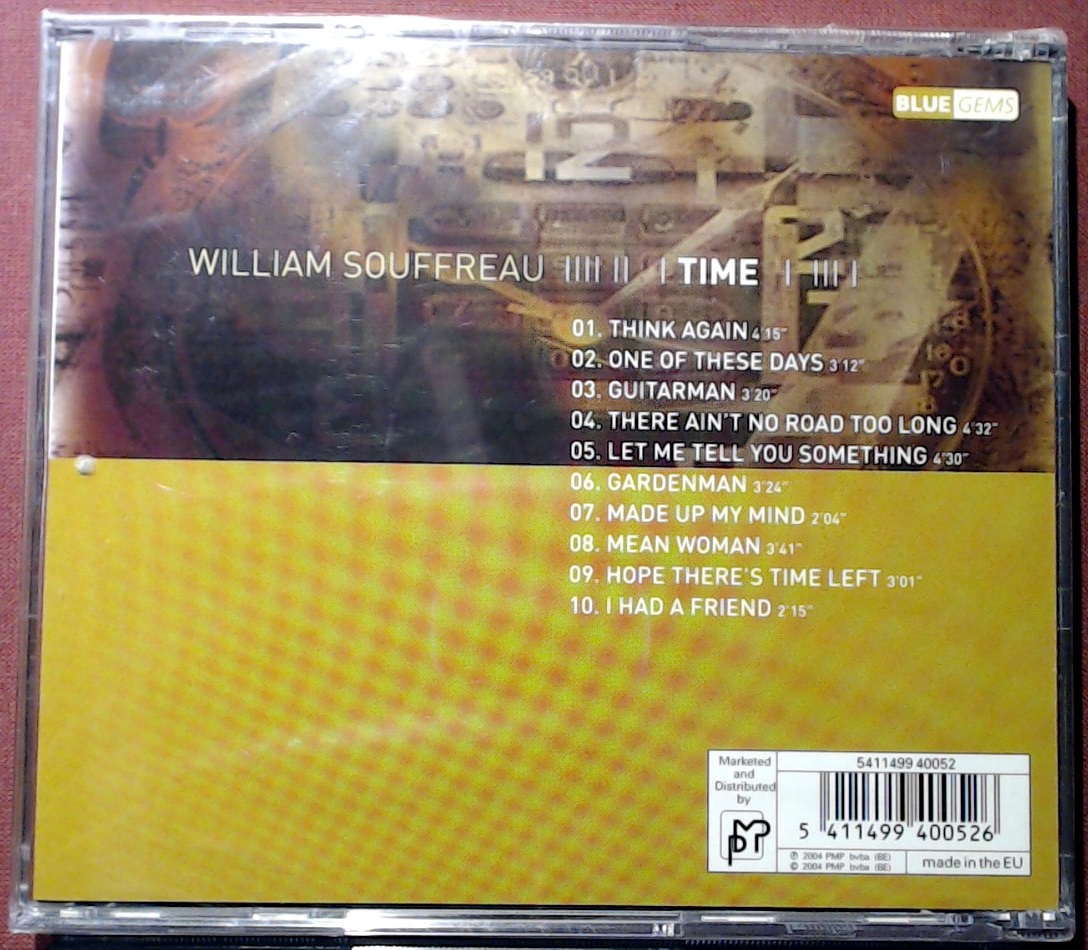 BLUE GEMS
12
WILLIAM SOUFFREAU TIME
01. THINK AGAIN 4'15"
02. ONE OF THESE DAYS 3'12"
03. GUITARMAN 3'20"
04. THERE AIN'T NO ROAD TOO LONG 4'32"
05. LET ME TELL YOU SOMETHING 4'30"
06. GARDENMAN 3'24"
07. MADE UP MY MIND 2'04"
08. MEAN WOMAN 3'41"
09. HOPE THERE'S TIME LEFT 3'01"
10. I HAD A FRIEND 2'15"
Marketed
and
Distributed
by
PMP
5411499 40052
5 411499 400526
℗ 2004 PMP bvba (BE)
© 2004 PMP bvba (BE)
made in the EU